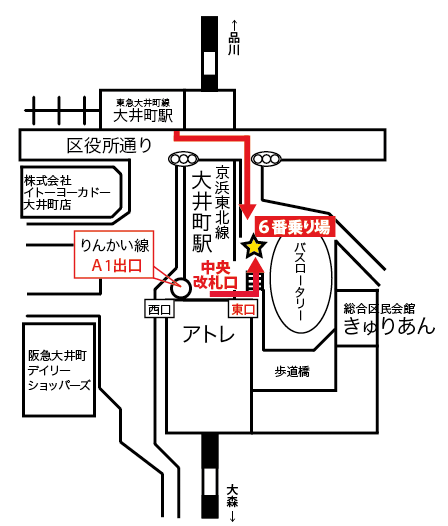 ↑品川
東急大井町線
大井町駅
区役所通り
株式会社
イトーヨーカドー
大井町店
京浜東北線
大井町駅
6番乗り場
りんかい線
A1出口
中央
改札口
バスロータリー
西口
東口
総合区民会館
きゅりあん
アトレ
阪急大井町
デイリー
ショッパーズ
歩道橋
大森↓